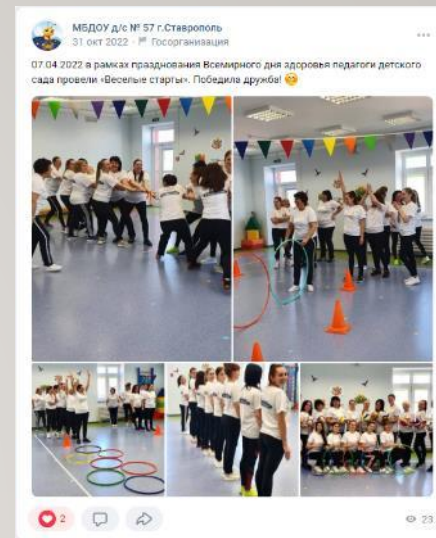 МБДОУ д/с № 57 г.Ставрополь
31 окт 2022 · Госорганизация
07.04 2022 в рамках празднования Всемирного дня здоровья педагоги детского
сада провели «Веселые старты». Победила дружба!
2
23